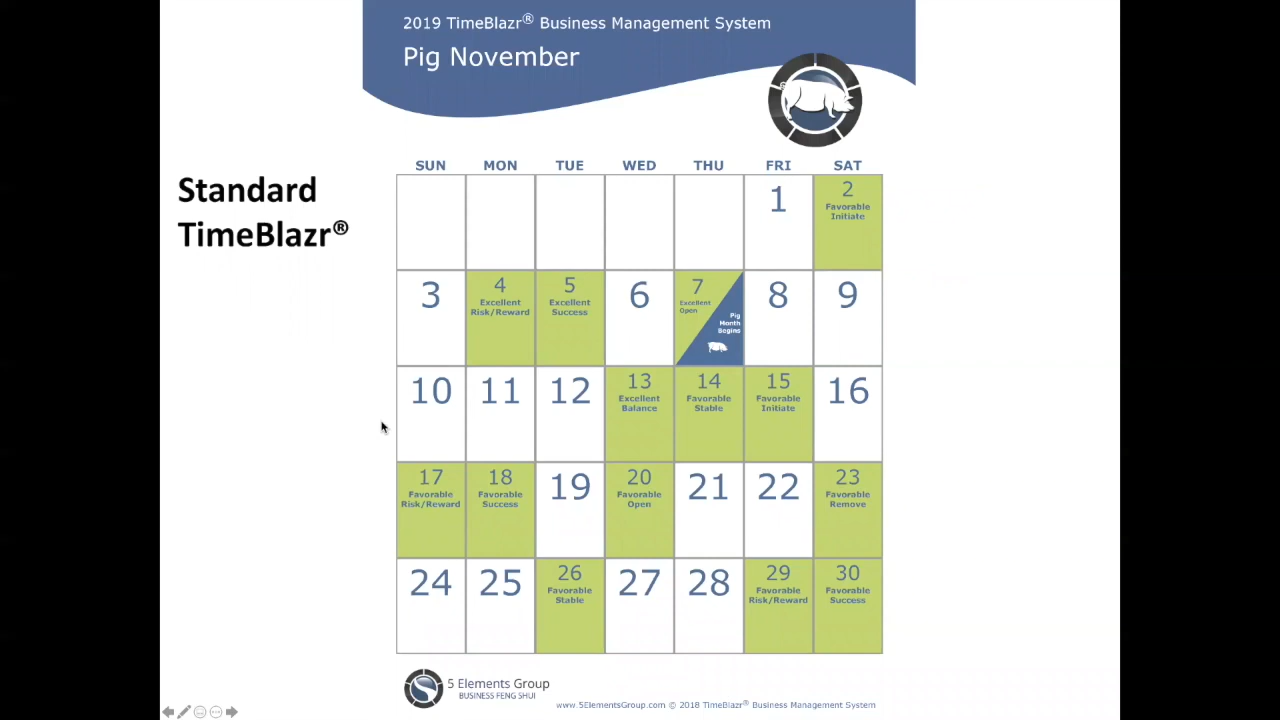 2019 TimeBlazr® Business Management System
Pig November
Standard
TimeBlazr®
SUN MON TUE WED THU FRI SAT
1
2
Favorable
Initiate
3
4
Excellent
Risk/Reward
5
Excellent
Success
6
7
Excellent
Open
Pig
Month
Begins
8
9
10
11
12
13
Excellent
Balance
14
Favorable
Stable
15
Favorable
Initiate
16
17
Favorable
Risk/Reward
18
Favorable
Success
19
20
Favorable
Open
21
22
23
Favorable
Remove
24
25
26
Favorable
Stable
27
28
29
Favorable
Risk/Reward
30
Favorable
Success
5 Elements Group
BUSINESS FENG SHUI
www.5ElementsGroup.com © 2018 TimeBlazr® Business Management System